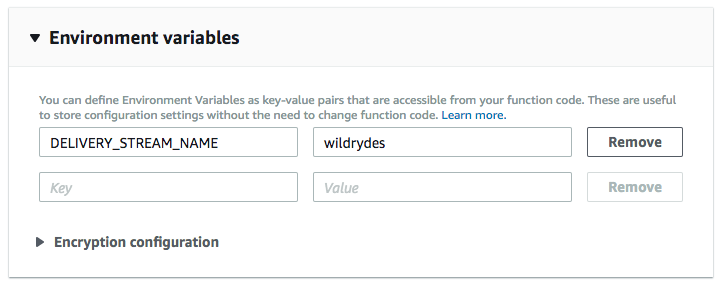 Environment variables
You can define Environment Variables as key-value pairs that are accessible from your function code. These are useful
to store configuration settings without the need to change function code. Learn more.
DELIVERY_STREAM_NAME wildrydes Remove
Key Value Remove
Encryption configuration